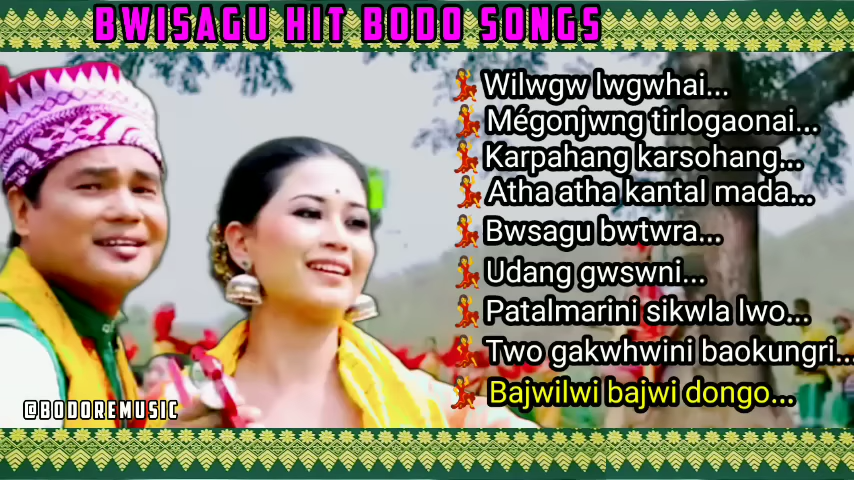 BWISAGU HIT BODO SONGS
Wilwgw lwgwhai...
Mégonjwng tirlogaonai...
Karpahang karsohang...
Atha atha kantal mada...
Bwsagu bwtwra...
Udang gwswni...
Patalmarini sikwla lwo...
Two gakwhwini baokungri...
Bajwilwi bajwi dongo...
@BODOREMUSIC